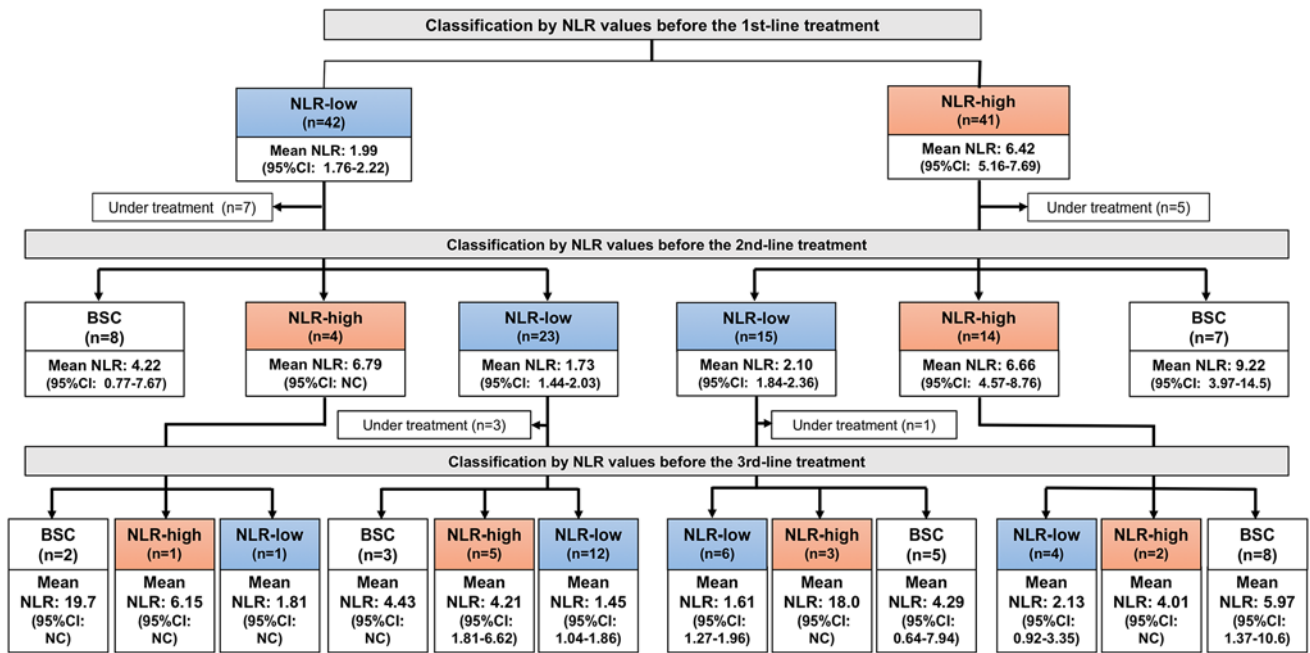 Classification by NLR values before the 1st-line treatment
NLR-low
(n=42)
Mean NLR: 1.99
(95%CI: 1.76-2.22)
NLR-high
(n=41)
Mean NLR: 6.42
(95%CI: 5.16-7.69)
Under treatment (n=7)
Under treatment (n=5)
Classification by NLR values before the 2nd-line treatment
BSC
(n=8)
Mean NLR: 4.22
(95%CI: 0.77-7.67)
NLR-high
(n=4)
Mean NLR: 6.79
(95%CI: NC)
NLR-low
(n=23)
Mean NLR: 1.73
(95%CI: 1.44-2.03)
NLR-low
(n=15)
Mean NLR: 2.10
(95%CI: 1.84-2.36)
NLR-high
(n=14)
Mean NLR: 6.66
(95%CI: 4.57-8.76)
BSC
(n=7)
Mean NLR: 9.22
(95%CI: 3.97-14.5)
Under treatment (n=3)
Under treatment (n=1)
Classification by NLR values before the 3rd-line treatment
BSC
(n=2)
Mean
NLR: 19.7
(95%CI:
NC)
NLR-high
(n=1)
Mean
NLR: 6.15
(95%CI:
NC)
NLR-low
(n=1)
Mean
NLR: 1.81
(95%CI:
NC)
BSC
(n=3)
Mean
NLR: 4.43
(95%CI:
NC)
NLR-high
(n=5)
Mean
NLR: 4.21
(95%CI:
1.81-6.62)
NLR-low
(n=12)
Mean
NLR: 1.45
(95%CI:
1.04-1.86)
NLR-low
(n=6)
Mean
NLR: 1.61
(95%CI:
1.27-1.96)
NLR-high
(n=3)
Mean
NLR: 18.0
(95%CI:
NC)
BSC
(n=5)
Mean
NLR: 4.29
(95%CI:
0.64-7.94)
NLR-low
(n=4)
Mean
NLR: 2.13
(95%CI:
0.92-3.35)
NLR-high
(n=2)
Mean
NLR: 4.01
(95%CI:
NC)
BSC
(n=8)
Mean
NLR: 5.97
(95%CI:
1.37-10.6)